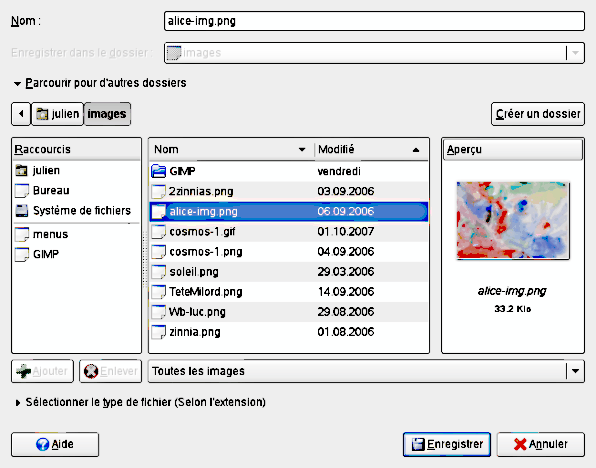 Nom :
alice-img.png
Enregistrer dans le dossier :
images
Parcourir pour d'autres dossiers
julien
images
Créer un dossier
Raccourcis
julien
Bureau
Système de fichiers
menus
GIMP
Nom
Modifié
GIMP vendredi
2zinnias.png 03.09.2006
alice-img.png 06.09.2006
cosmos-1.gif 01.10.2007
cosmos-1.png 04.09.2006
soleil.png 29.03.2006
TeteMilord.png 14.09.2006
Wb-luc.png 29.08.2006
zinnia.png 01.08.2006
Aperçu
alice-img.png
33.2 Kio
Ajouter
Enlever
Toutes les images
Sélectionner le type de fichier (Selon l'extension)
Aide
Enregistrer
Annuler